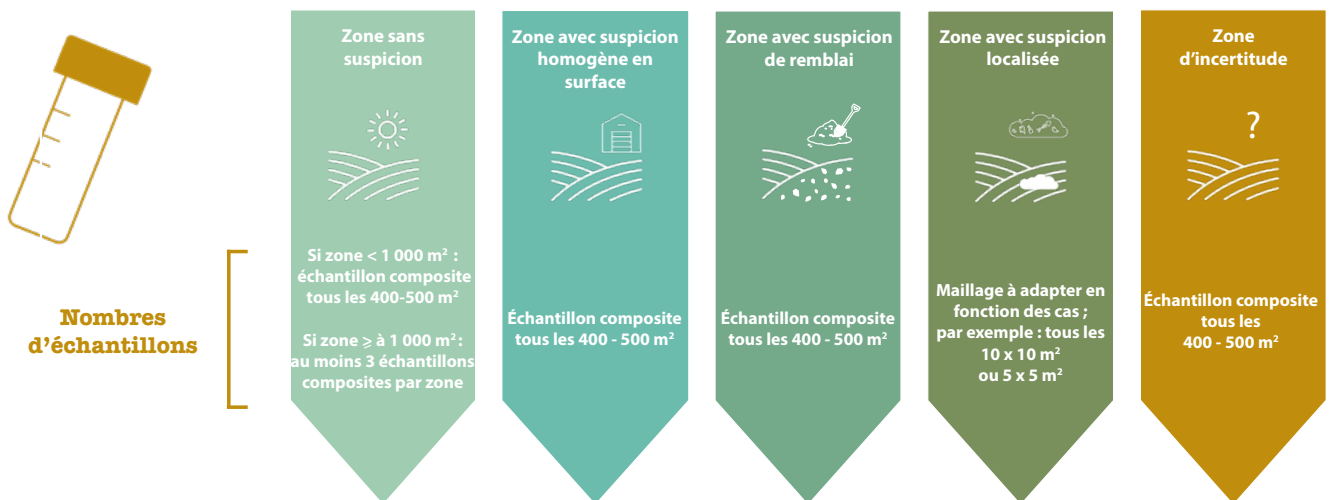 Zone sans
suspicion
Zone avec suspicion
homogène en
surface
Zone avec suspicion
de remblai
Zone avec suspicion
localisée
Zone
d'incertitude
?
Nombres
d'échantillons
Si zone < 1 000 m² :
échantillon composite
tous les 400-500 m²
Si zone ⩾ à 1 000 m² :
au moins 3 échantillons
composites par zone
Échantillon composite
tous les 400 - 500 m²
Échantillon composite
tous les 400 - 500 m²
Maillage à adapter en
fonction des cas ;
par exemple : tous les
10 x 10 m²
ou 5 x 5 m²
Échantillon composite
tous les
400 - 500 m²